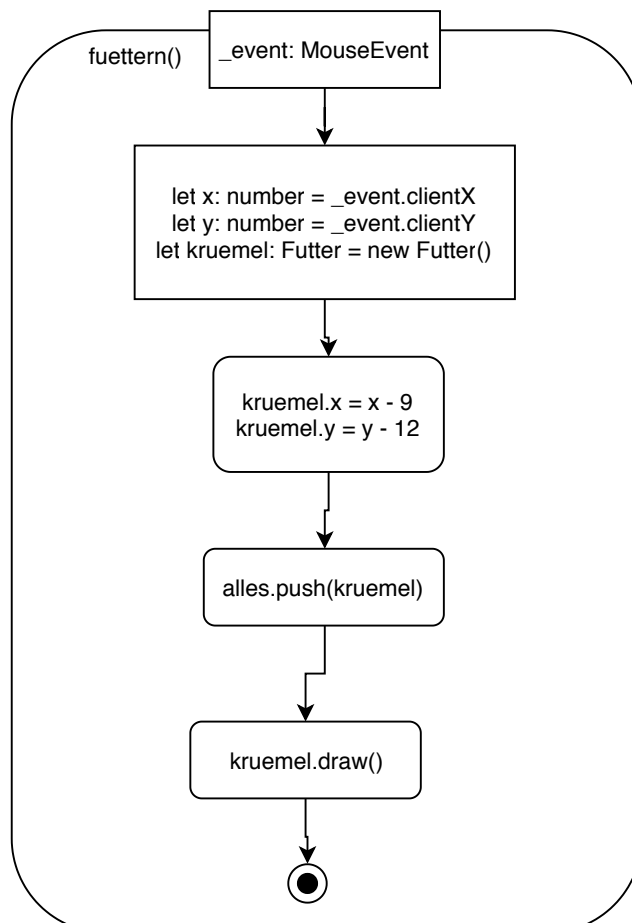 fuettern()
_event: MouseEvent
let x: number = _event.clientX
let y: number = _event.clientY
let kruemel: Futter = new Futter()
kruemel.x = x - 9
kruemel.y = y - 12
alles.push(kruemel)
kruemel.draw()